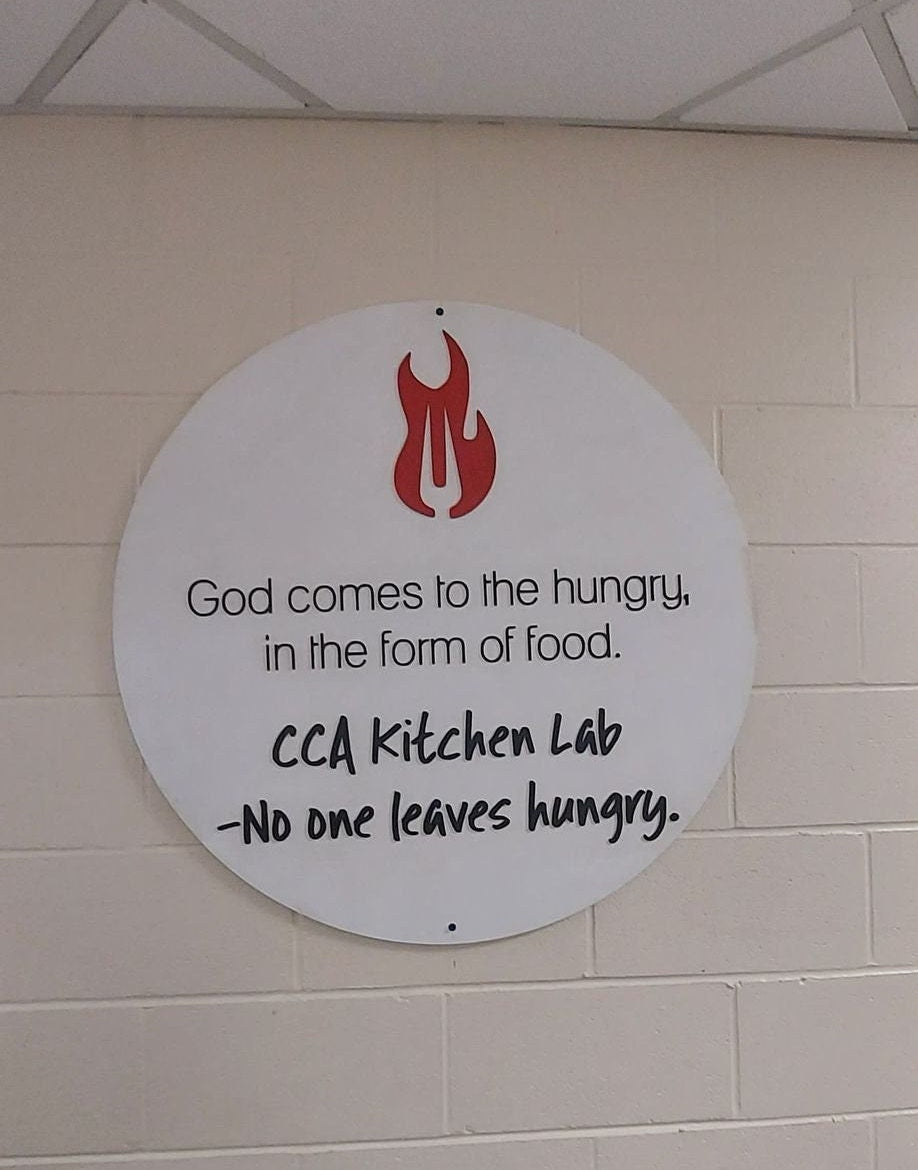 God comes to the hungry,
in the form of food.
CCA Kitchen Lab
-No one leaves hungry.